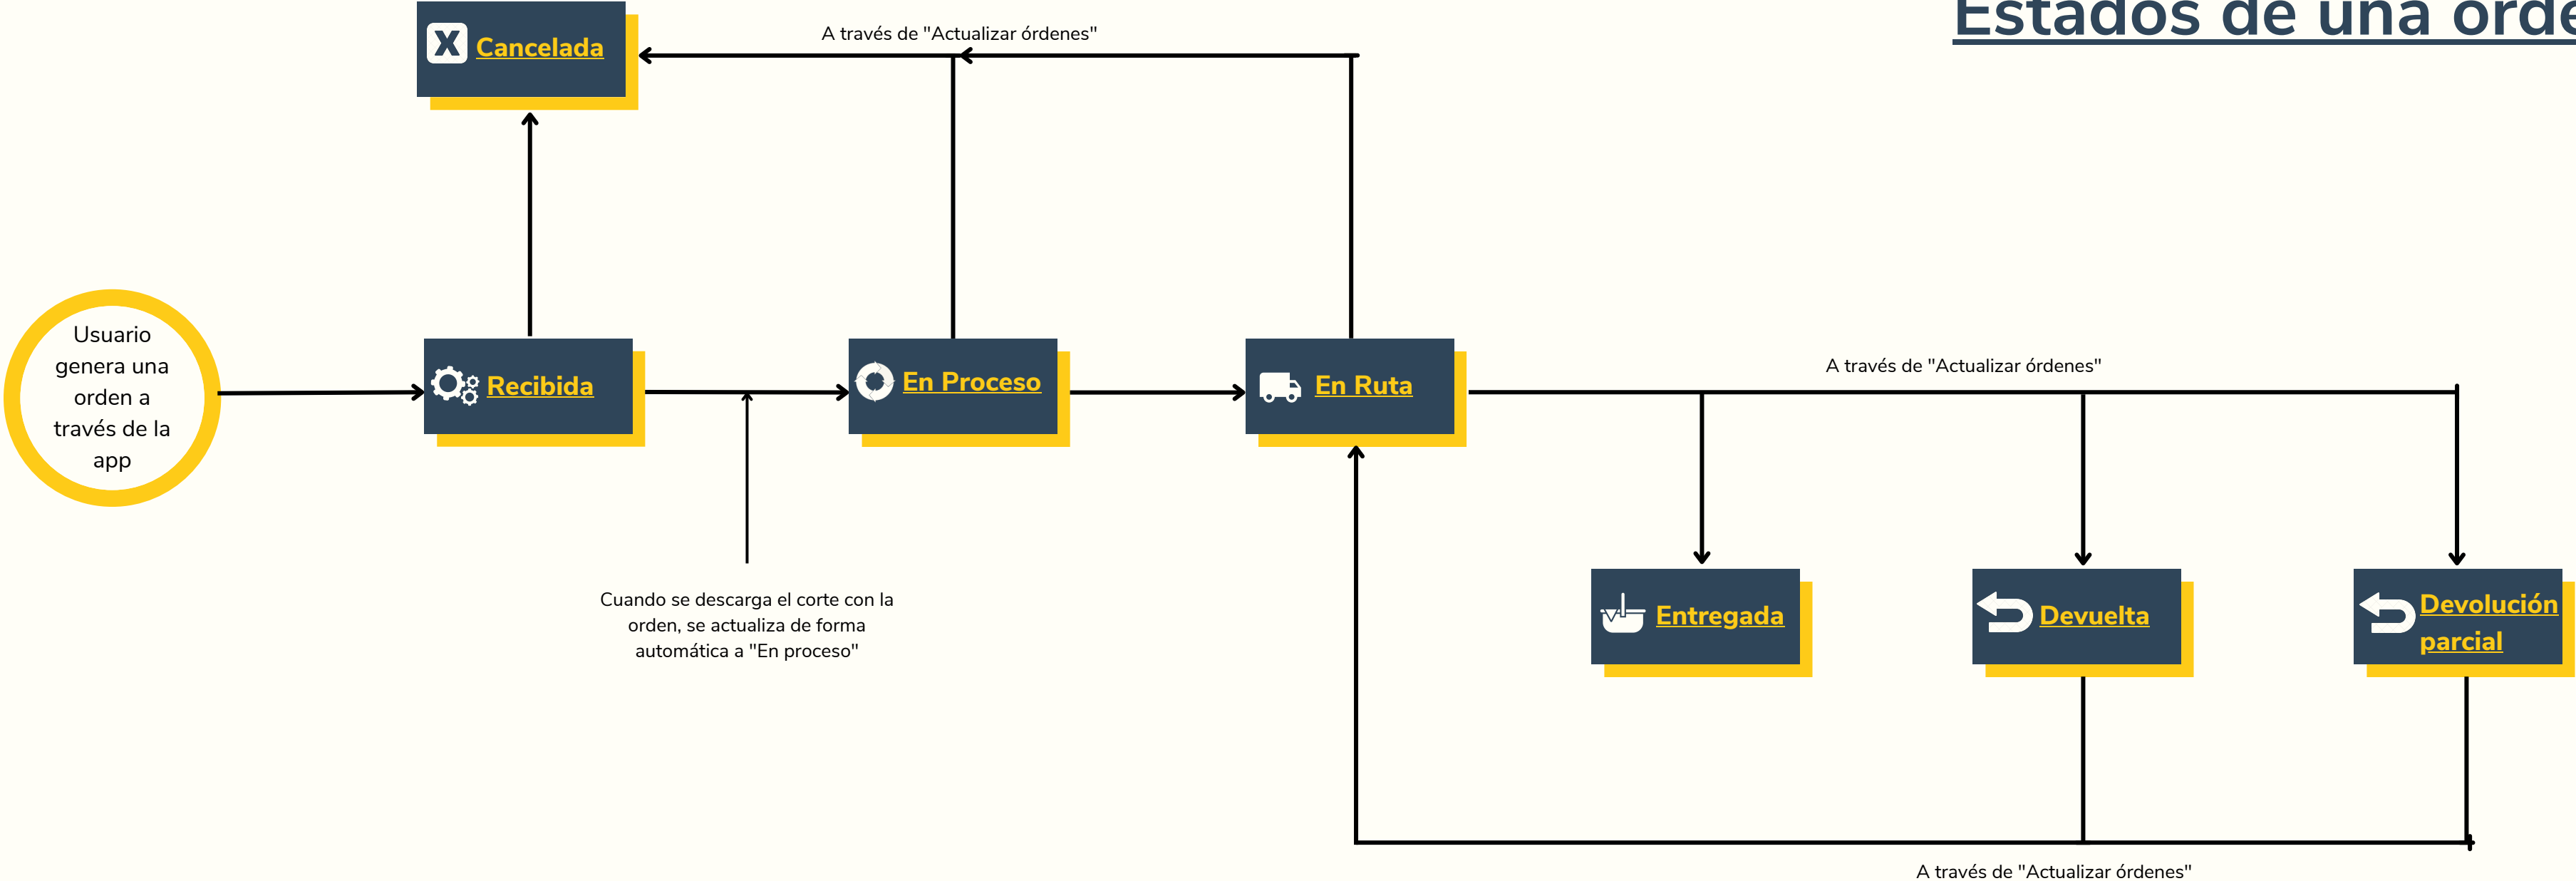 Estados de una orde
A través de "Actualizar órdenes"
Cancelada
Usuario
genera una
orden a
través de la
app
Recibida
En Proceso
En Ruta
A través de "Actualizar órdenes"
Cuando se descarga el corte con la
orden, se actualiza de forma
automática a "En proceso"
Entregada
Devuelta
Devolución
parcial
A través de "Actualizar órdenes"